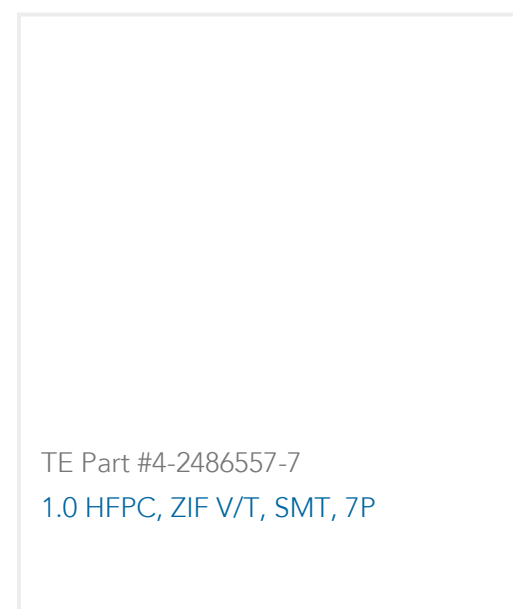 TE Part #4-2486557-7
1.0 HFPC, ZIF V/T, SMT, 7P